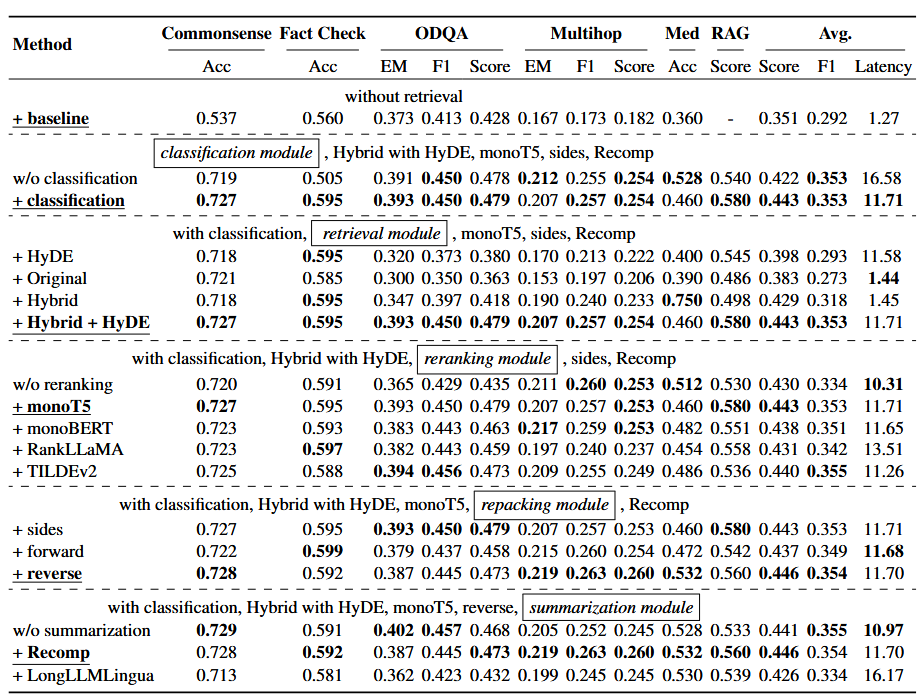 Method Commonsense Fact Check ODQA Multihop Med RAG Avg.
Acc Acc EM F1 Score EM F1 Score Acc Score Score F1 Latency
without retrieval
+ baseline 0.537 0.560 0.373 0.413 0.428 0.167 0.173 0.182 0.360 - 0.351 0.292 1.27
classification module , Hybrid with HyDE, monoT5, sides, Recomp
w/o classification 0.719 0.505 0.391 0.450 0.478 0.212 0.255 0.254 0.528 0.540 0.422 0.353 16.58
+ classification 0.727 0.595 0.393 0.450 0.479 0.207 0.257 0.254 0.460 0.580 0.443 0.353 11.71
with classification, retrieval module , monoT5, sides, Recomp
+ HyDE 0.718 0.595 0.320 0.373 0.380 0.170 0.213 0.222 0.400 0.545 0.398 0.293 11.58
+ Original 0.721 0.585 0.300 0.350 0.363 0.153 0.197 0.206 0.390 0.486 0.383 0.273 1.44
+ Hybrid 0.718 0.595 0.347 0.397 0.418 0.190 0.240 0.233 0.750 0.498 0.429 0.318 1.45
+ Hybrid + HyDE 0.727 0.595 0.393 0.450 0.479 0.207 0.257 0.254 0.460 0.580 0.443 0.353 11.71
with classification, Hybrid with HyDE, reranking module , sides, Recomp
w/o reranking 0.720 0.591 0.365 0.429 0.435 0.211 0.260 0.253 0.512 0.530 0.430 0.334 10.31
+ monoT5 0.727 0.595 0.393 0.450 0.479 0.207 0.257 0.253 0.460 0.580 0.443 0.353 11.71
+ monoBERT 0.723 0.593 0.383 0.443 0.463 0.217 0.259 0.253 0.482 0.551 0.438 0.351 11.65
+ RankLLaMA 0.723 0.597 0.382 0.443 0.459 0.197 0.240 0.237 0.454 0.558 0.431 0.342 13.51
+ TILDEv2 0.725 0.588 0.394 0.456 0.473 0.209 0.255 0.249 0.486 0.536 0.440 0.355 11.26
with classification, Hybrid with HyDE, monoT5, repacking module , Recomp
+ sides 0.727 0.595 0.393 0.450 0.479 0.207 0.257 0.253 0.460 0.580 0.443 0.353 11.71
+ forward 0.722 0.599 0.379 0.437 0.458 0.215 0.260 0.254 0.472 0.542 0.437 0.349 11.68
+ reverse 0.728 0.592 0.387 0.445 0.473 0.219 0.263 0.260 0.532 0.560 0.446 0.354 11.70
with classification, Hybrid with HyDE, monoT5, reverse, summarization module
w/o summarization 0.729 0.591 0.402 0.457 0.468 0.205 0.252 0.245 0.528 0.533 0.441 0.355 10.97
+ Recomp 0.728 0.592 0.387 0.445 0.473 0.219 0.263 0.260 0.532 0.560 0.446 0.354 11.70
+ LongLLMLingua 0.713 0.581 0.362 0.423 0.432 0.199 0.245 0.245 0.530 0.539 0.426 0.334 16.17